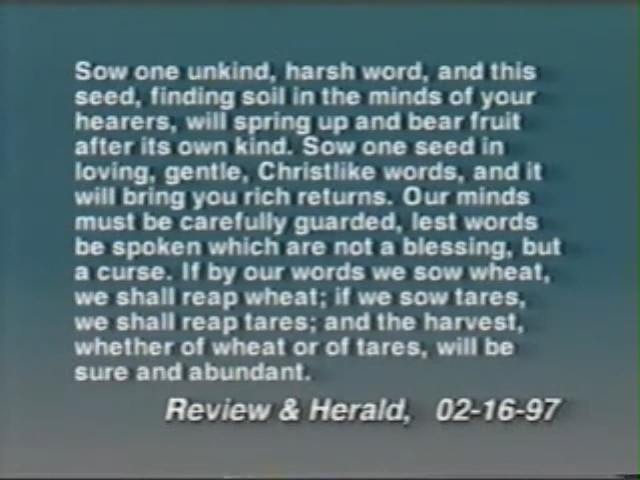 Sow one unkind, harsh word, and this
seed, finding soil in the minds of your
hearers, will spring up and bear fruit
after its own kind. Sow one seed in
loving, gentle, Christlike words, and it
will bring you rich returns. Our minds
must be carefully guarded, lest words
be spoken which are not a blessing, but
a curse. If by our words we sow wheat,
we shall reap wheat; if we sow tares,
we shall reap tares; and the harvest,
whether of wheat or of tares, will be
sure and abundant.
Review & Herald, 02-16-97